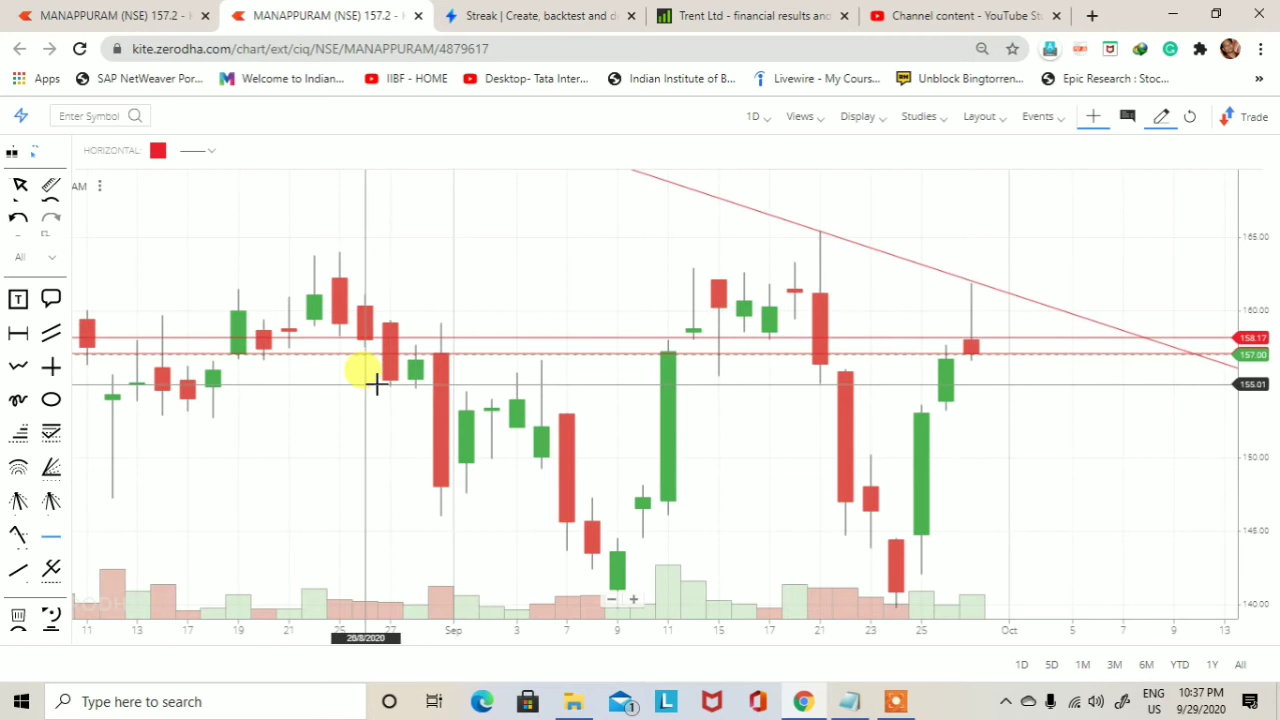 MANAPPURAM (NSE) 157.2 -
MANAPPURAM (NSE) 157.2 -
Streak | Create, backtest and d
Trent Ltd - financial results and
Channel content - YouTube St
kite.zerodha.com/chart/ext/ciq/NSE/MANAPPURAM/4879617
Apps
SAP NetWeaver Por...
Welcome to Indian...
IIBF - HOME
Desktop- Tata Inter...
Indian Institute of B...
Livewire - My Cours...
Unblock Bingtorren...
Epic Research : Stoc...
»
Enter Symbol
1D
Views
Display
Studies
Layout
Events
Trade
HORIZONTAL:
AM
All
T
165.00
160.00
158.17
157.00
155.01
150.00
145.00
140.00
11 13 17 19 21 25 27 Sep 3 7 9 11 15 17 21 23 25 Oct 5 7 9 13
26/8/2020
1D 5D 1M 3M 6M YTD 1Y All
Type here to search
L
1
ENG
US
10:37 PM
9/29/2020